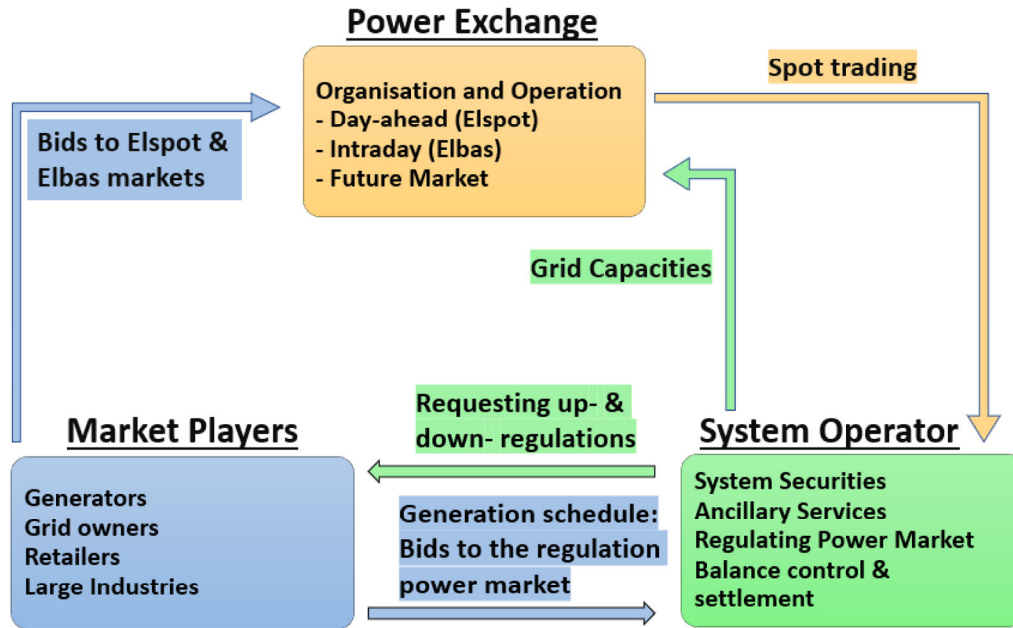 Power Exchange
Organisation and Operation
- Day-ahead (Elspot)
- Intraday (Elbas)
- Future Market
Spot trading
Bids to Elspot &
Elbas markets
Grid Capacities
Requesting up- &
down- regulations
Market Players
Generators
Grid owners
Retailers
Large Industries
System Operator
System Securities
Ancillary Services
Regulating Power Market
Balance control &
settlement
Generation schedule:
Bids to the regulation
power market